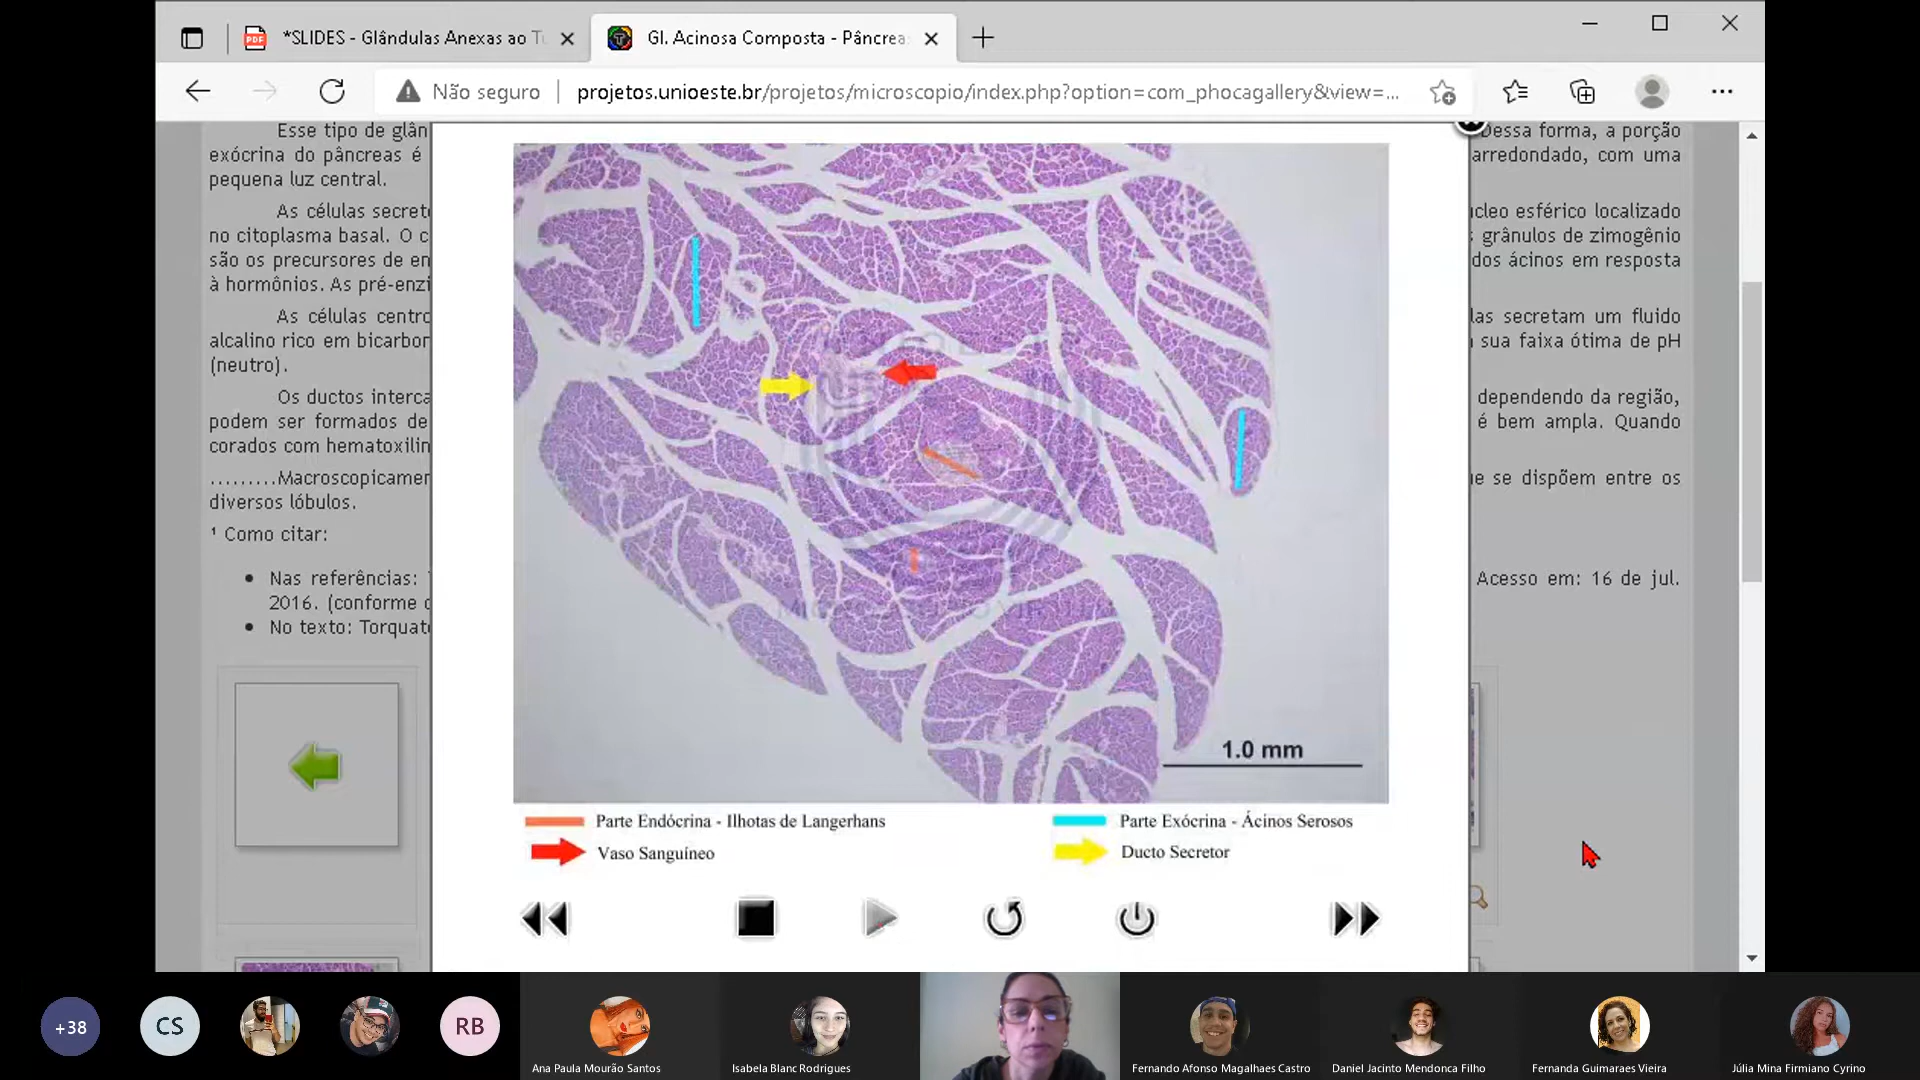 *SLIDES - Glândulas Anexas ao Tu
Gl. Acinosa Composta - Pâncreas
Não seguro
projetos.unioeste.br/projetos/microscopio/index.php?option=com_phocagallery&view=...
Esse tipo de glân
Dessa forma, a porção
exócrina do pâncreas é
arredondado, com uma
pequena luz central.
As células secret
cleo esférico localizado
no citoplasma basal. O c
grânulos de zimogênio
são os precursores de en
dos ácinos em resposta
à hormônios. As pré-enzi
As células centro
las secretam um fluido
alcalino rico em bicarbon
sua faixa ótima de pH
(neutro).
Os ductos interca
dependendo da região,
podem ser formados de
é bem ampla. Quando
corados com hematoxilin
.........Macroscopicamen
e se dispõem entre os
diversos lóbulos.
¹ Como citar:
Nas referências:
Acesso em: 16 de jul.
2016. (conforme
No texto: Torquat
1.0 mm
Parte Endócrina - Ilhotas de Langerhans
Parte Exócrina - Ácinos Serosos
Vaso Sanguíneo
Ducto Secretor
+38
CS
RB
Ana Paula Mourão Santos
Isabela Blanc Rodrigues
Fernando Afonso Magalhaes Castro
Daniel Jacinto Mendonca Filho
Fernanda Guimaraes Vieira
Júlia Mina Firmiano Cyrino